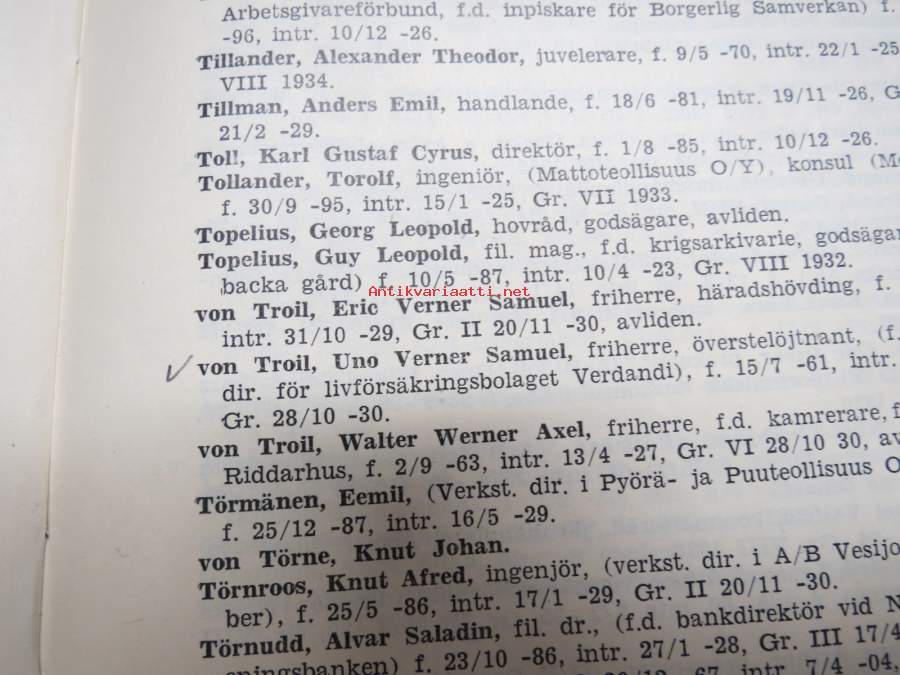 Arbetsgivareförbund, f.d. inpiskare för Borgerlig Samverkan) f.
-96, intr. 10/12 -26.
Tillander, Alexander Theodor, juvelerare, f. 9/5 -70, intr. 22/1 -25
VIII 1934.
Tillman, Anders Emil, handlande, f. 18/6 -81, intr. 19/11 -26, G
21/2 -29.
Toll, Karl Gustaf Cyrus, direktör, f. 1/8 -85, intr. 10/12 -26.
Tollander, Torolf, ingeniör, (Mattoteollisuus O/Y), konsul (Me
f. 30/9 -95, intr. 15/1 -25, Gr. VII 1933.
Topelius, Georg Leopold, hovråd, godsägare, avliden.
Topelius, Guy Leopold, fil. mag., f.d. krigsarkivarie, godsägar
backa gård) f. 10/5 -87, intr. 10/4 -23, Gr. VIII 1932.
Antikvariaatti.net
von Troil, Eric Verner Samuel, friherre, häradshövding, f.
intr. 31/10 -29, Gr. II 20/11 -30, avliden.
von Troil, Uno Verner Samuel, friherre, överstelöjtnant, (f.
dir. för livförsäkringsbolaget Verdandi), f. 15/7 -61, intr.
Gr. 28/10 -30.
von Troil, Walter Werner Axel, friherre, f.d. kamrerare, f
Riddarhus, f. 2/9 -63, intr. 13/4 -27, Gr. VI 28/10 30, av
Törmänen, Eemil, (Verkst. dir. i Pyörä- ja Puuteollisuus O
f. 25/12 -87, intr. 16/5 -29.
von Törne, Knut Johan.
Törnroos, Knut Afred, ingenjör, (verkst. dir. i A/B Vesijo
ber), f. 25/5 -86, intr. 17/1 -29, Gr. II 20/11 -30.
Törnudd, Alvar Saladin, fil. dr., (f.d. bankdirektör vid N
eningsbanken) f. 23/10 -86, intr. 27/1 -28, Gr. III 17/4
-67, intr. 7/4 -04,